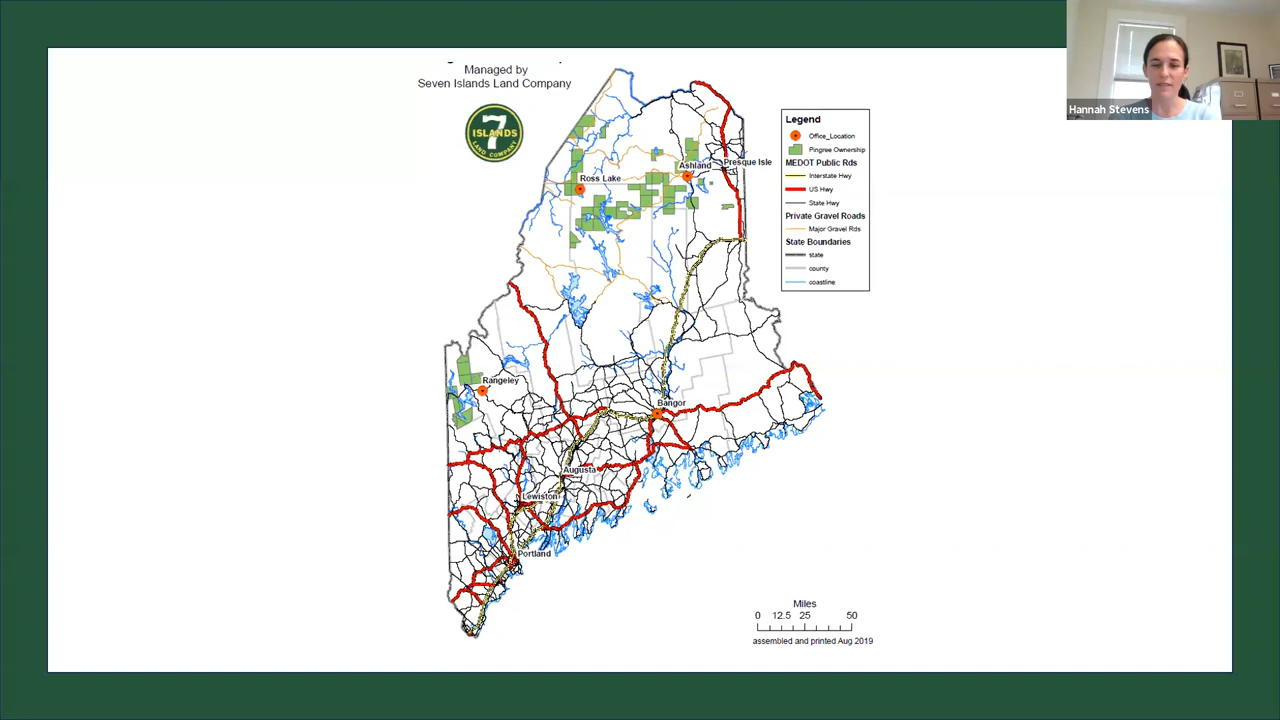 Managed by
Seven Islands Land Company
7
ISLANDS
LAND COMPANY
Hannah Stevens
Legend
Office_Location
Pingree Ownership
MEDOT Public Rds
Interstate Hwy
US Hwy
State Hwy
Private Gravel Roads
Major Gravel Rds
State Boundaries
state
county
coastline
Presque Isle
Ashland
Ross Lake
Rangeley
Bangor
Augusta
Lewiston
Portland
Miles
0 12.5 25 50
assembled and printed Aug 2019